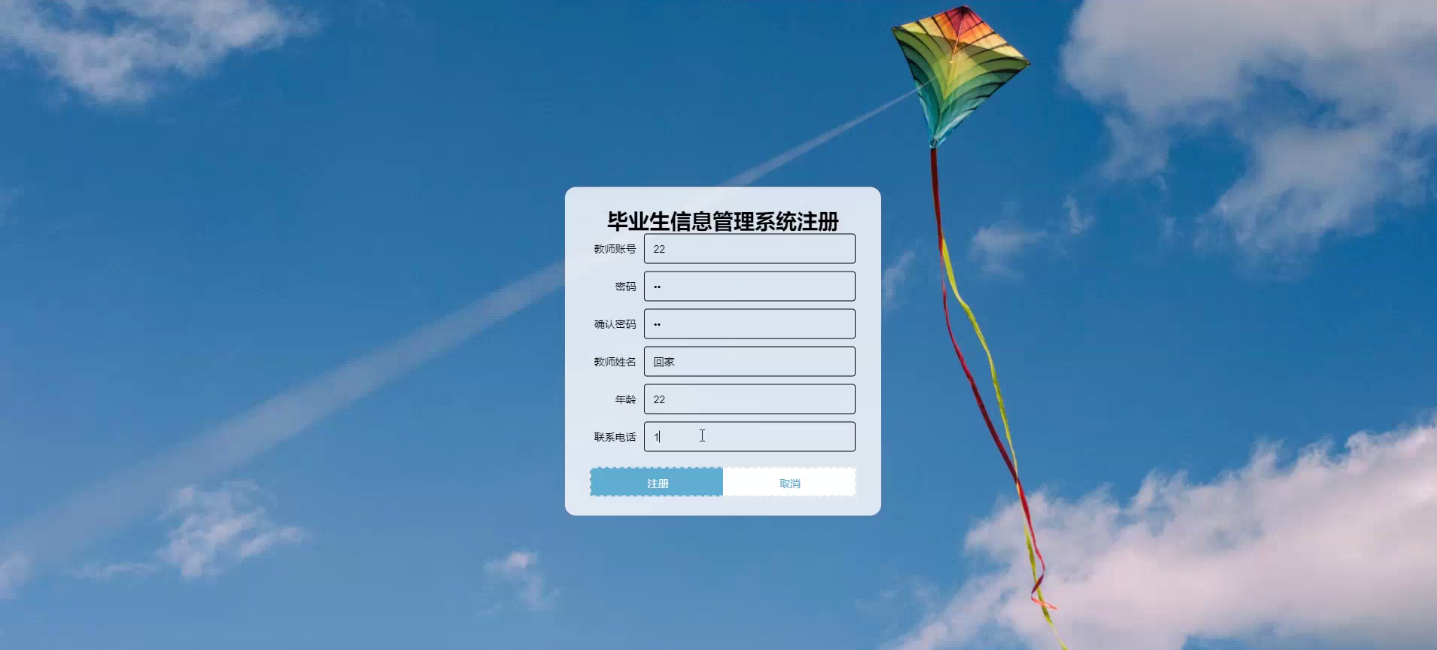 毕业生信息管理系统注册
教师账号 22
密码 ••
确认密码 ••
教师姓名 回家
年龄 22
联系电话 1
注册 取消